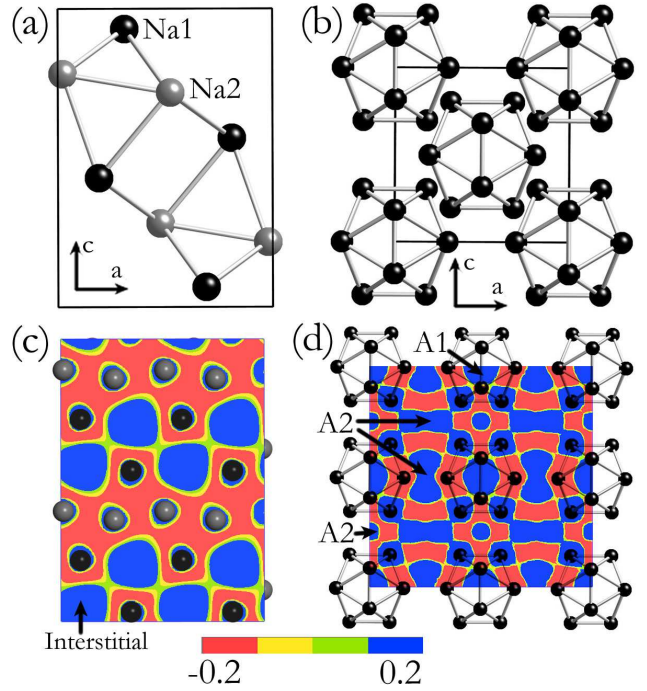 (a)
Na1
Na2
c
a
(b)
c
a
(c)
Interstitial
(d)
A1
A2
A2
-0.2
0.2